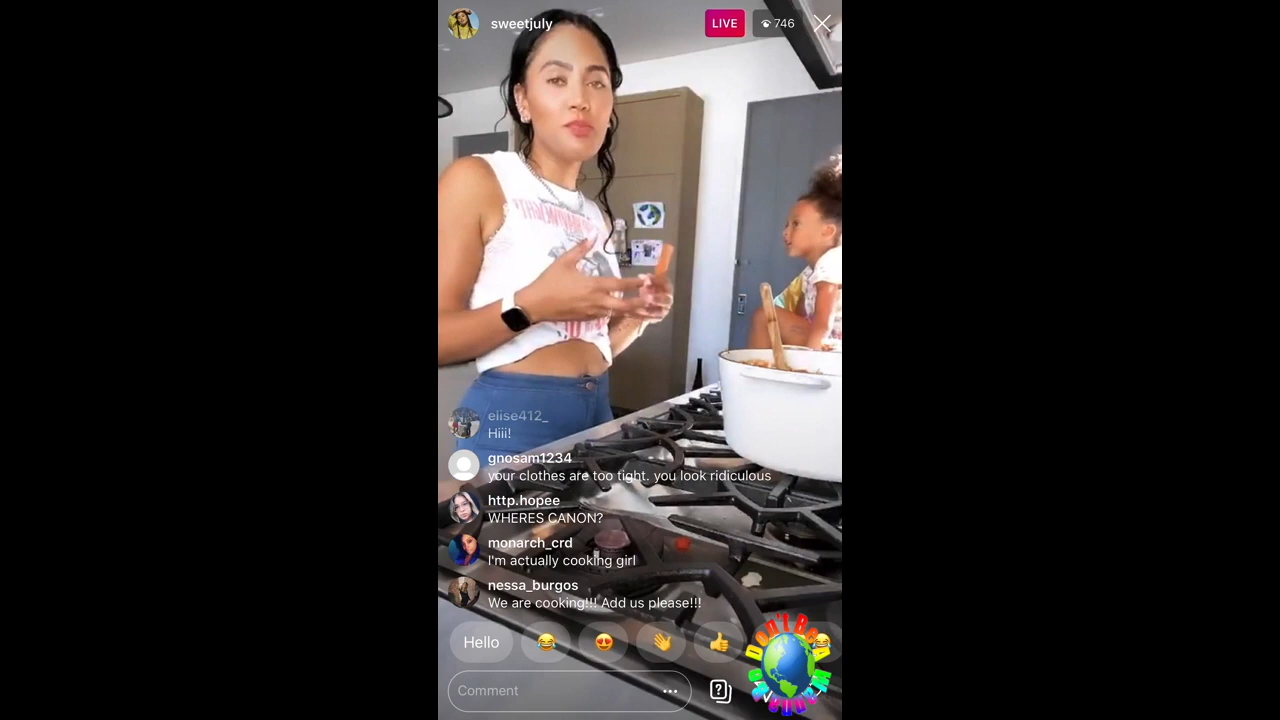 sweetjuly
LIVE
746
elise412_
Hiii!
gnosam1234
your clothes are too tight. you look ridiculous
http.hopee
WHERES CANON?
monarch_crd
I'm actually cooking girl
nessa_burgos
We are cooking!!! Add us please!!!
Hello
Comment
?